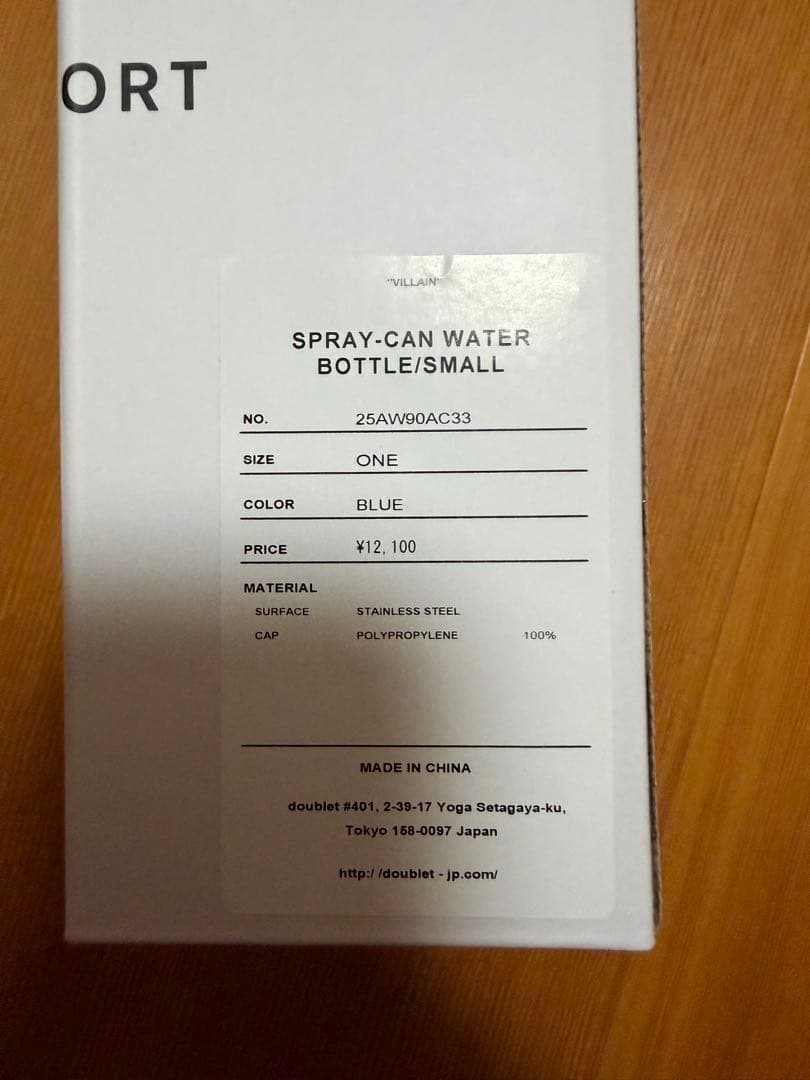 ORT
"VILLAIN"
SPRAY-CAN WATER
BOTTLE/SMALL
NO. 25AW90AC33
SIZE ONE
COLOR BLUE
PRICE ¥12,100
MATERIAL
SURFACE STAINLESS STEEL
CAP POLYPROPYLENE 100%
MADE IN CHINA
doublet #401, 2-39-17 Yoga Setagaya-ku,
Tokyo 158-0097 Japan
http://doublet-jp.com/